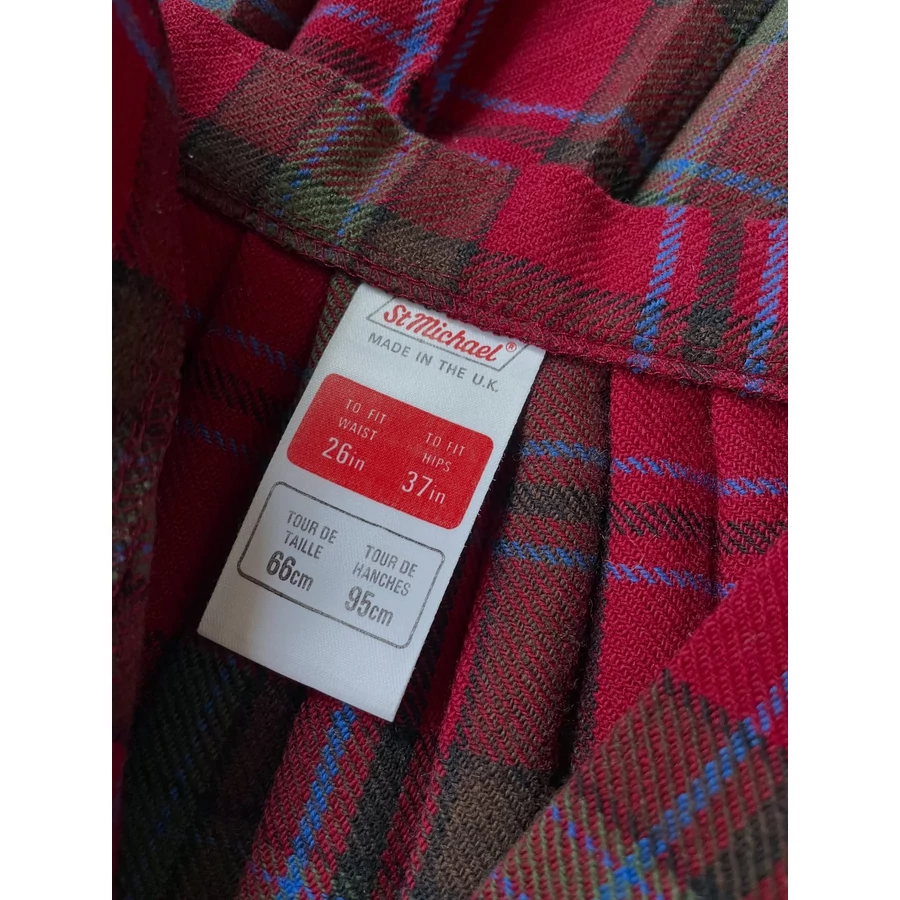 St Michael®
MADE IN THE U.K.
TO FIT
WAIST
26in
TO FIT
HIPS
37in
TOUR DE
TAILLE
66cm
TOUR DE
HANCHES
95cm